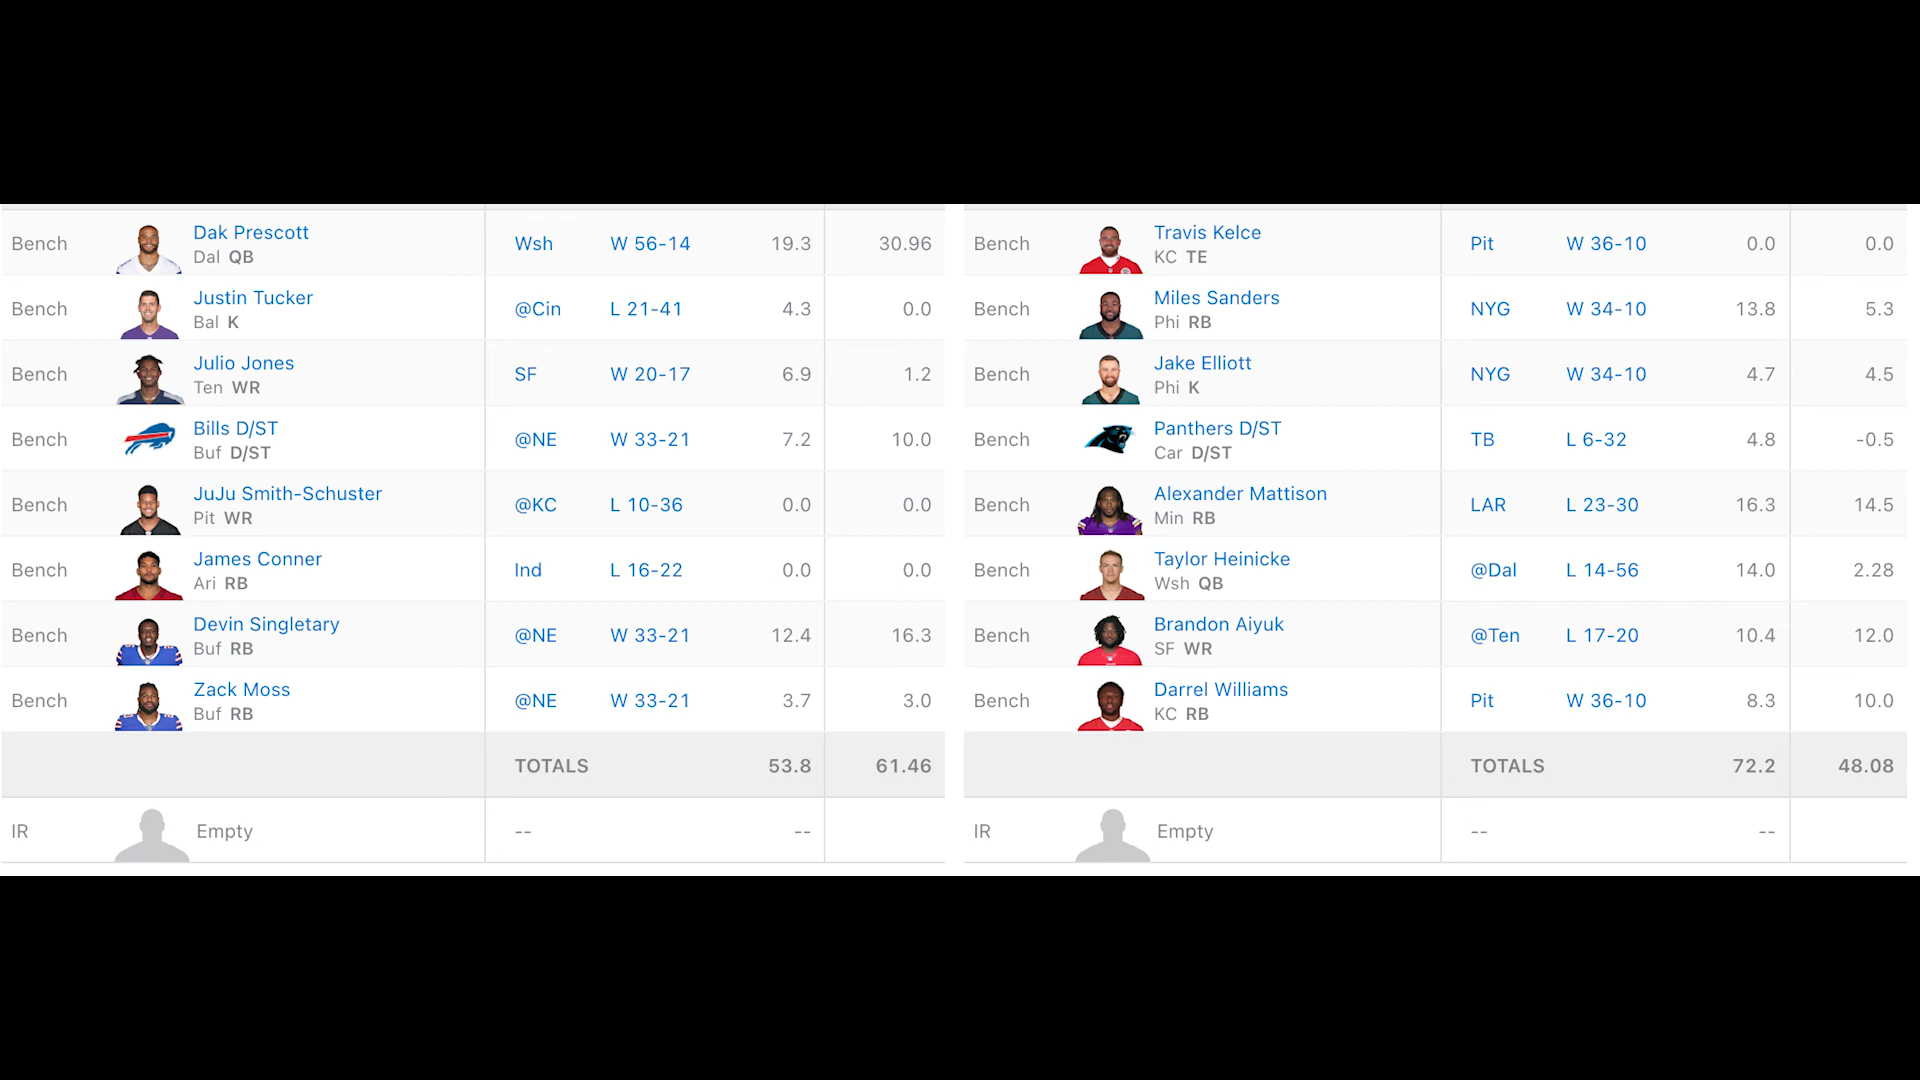 Bench Dak Prescott Dal QB Wsh W 56-14 19.3 30.96
Bench Justin Tucker Bal K @Cin L 21-41 4.3 0.0
Bench Julio Jones Ten WR SF W 20-17 6.9 1.2
Bench Bills D/ST Buf D/ST @NE W 33-21 7.2 10.0
Bench JuJu Smith-Schuster Pit WR @KC L 10-36 0.0 0.0
Bench James Conner Ari RB Ind L 16-22 0.0 0.0
Bench Devin Singletary Buf RB @NE W 33-21 12.4 16.3
Bench Zack Moss Buf RB @NE W 33-21 3.7 3.0
TOTALS 53.8 61.46
IR Empty -- --
Bench Travis Kelce KC TE Pit W 36-10 0.0 0.0
Bench Miles Sanders Phi RB NYG W 34-10 13.8 5.3
Bench Jake Elliott Phi K NYG W 34-10 4.7 4.5
Bench Panthers D/ST Car D/ST TB L 6-32 4.8 -0.5
Bench Alexander Mattison Min RB LAR L 23-30 16.3 14.5
Bench Taylor Heinicke Wsh QB @Dal L 14-56 14.0 2.28
Bench Brandon Aiyuk SF WR @Ten L 17-20 10.4 12.0
Bench Darrel Williams KC RB Pit W 36-10 8.3 10.0
TOTALS 72.2 48.08
IR Empty -- --